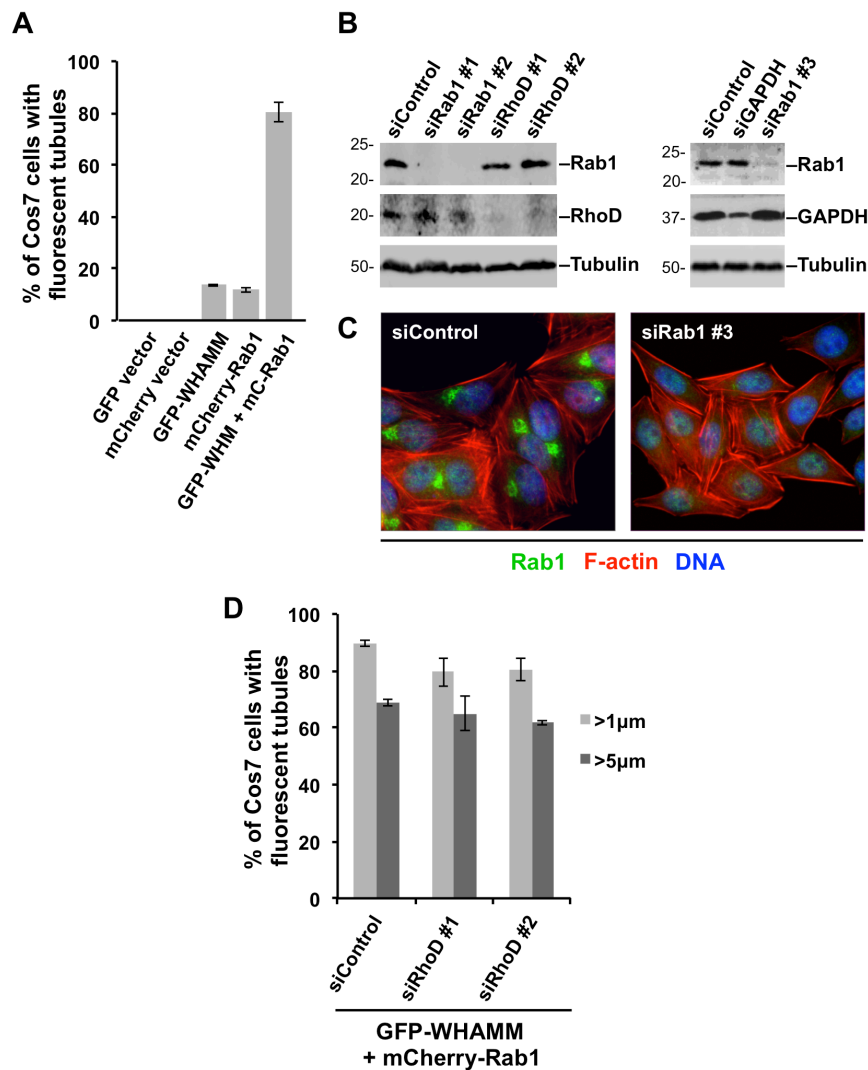 A
% of Cos7 cells with
fluorescent tubules
100
80
60
40
20
0
GFP vector
mCherry vector
GFP-WHAMM
mCherry-Rab1
GFP-WHM + mC-Rab1
B
siControl
siRab1 #1
siRab1 #2
siRhoD #1
siRhoD #2
25-
20-
–Rab1
20-
–RhoD
50-
–Tubulin
siControl
siGAPDH
siRab1 #3
25-
20-
–Rab1
37-
–GAPDH
50-
–Tubulin
C
siControl
siRab1 #3
Rab1 F-actin DNA
D
% of Cos7 cells with
fluorescent tubules
100
80
60
40
20
0
>1µm
>5µm
siControl
siRhoD #1
siRhoD #2
GFP-WHAMM
+ mCherry-Rab1